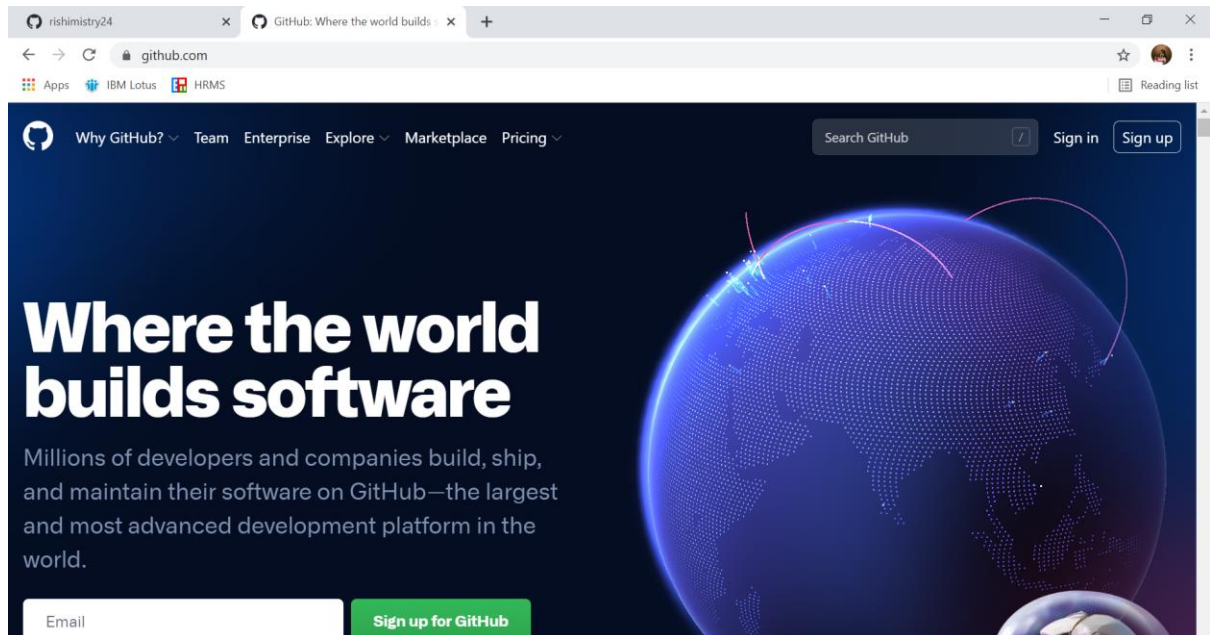 rishimistry24
GitHub: Where the world builds s
github.com
Apps IBM Lotus HRMS Reading list
Why GitHub? Team Enterprise Explore Marketplace Pricing Search GitHub / Sign in Sign up
Where the world
builds software
Millions of developers and companies build, ship,
and maintain their software on GitHub—the largest
and most advanced development platform in the
world.
Email Sign up for GitHub